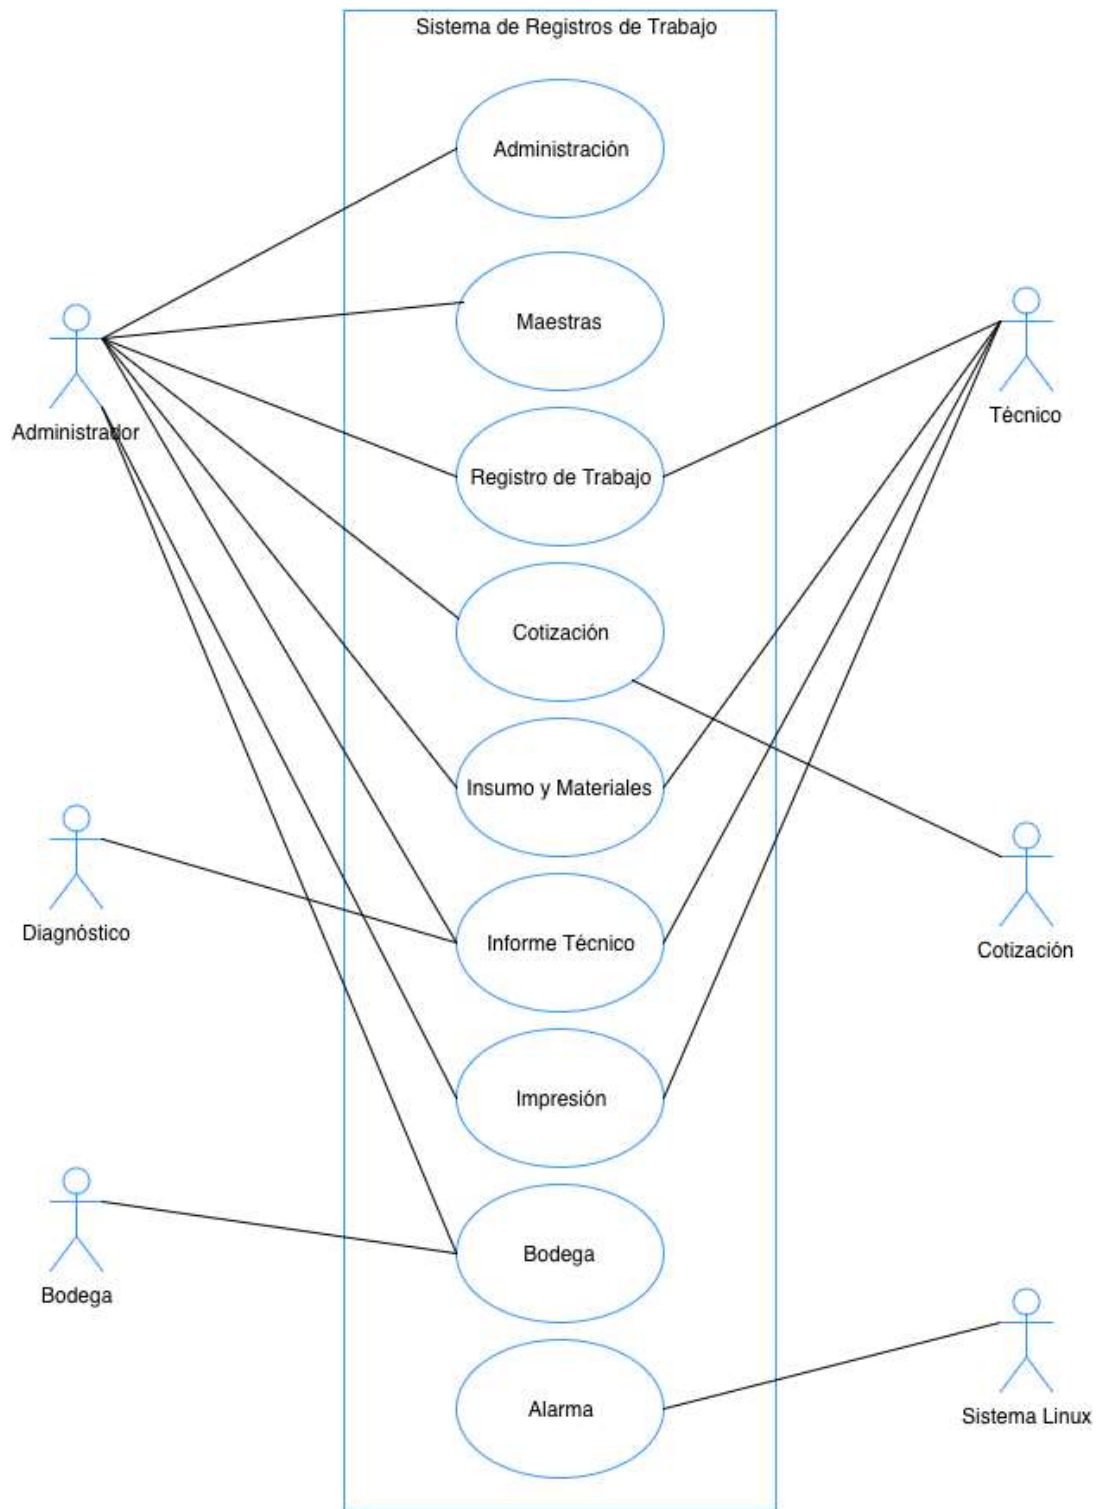 Sistema de Registros de Trabajo
Administración
Maestras
Administrador
Técnico
Registro de Trabajo
Cotización
Insumo y Materiales
Diagnóstico
Informe Técnico
Cotización
Impresión
Bodega
Bodega
Alarma
Sistema Linux